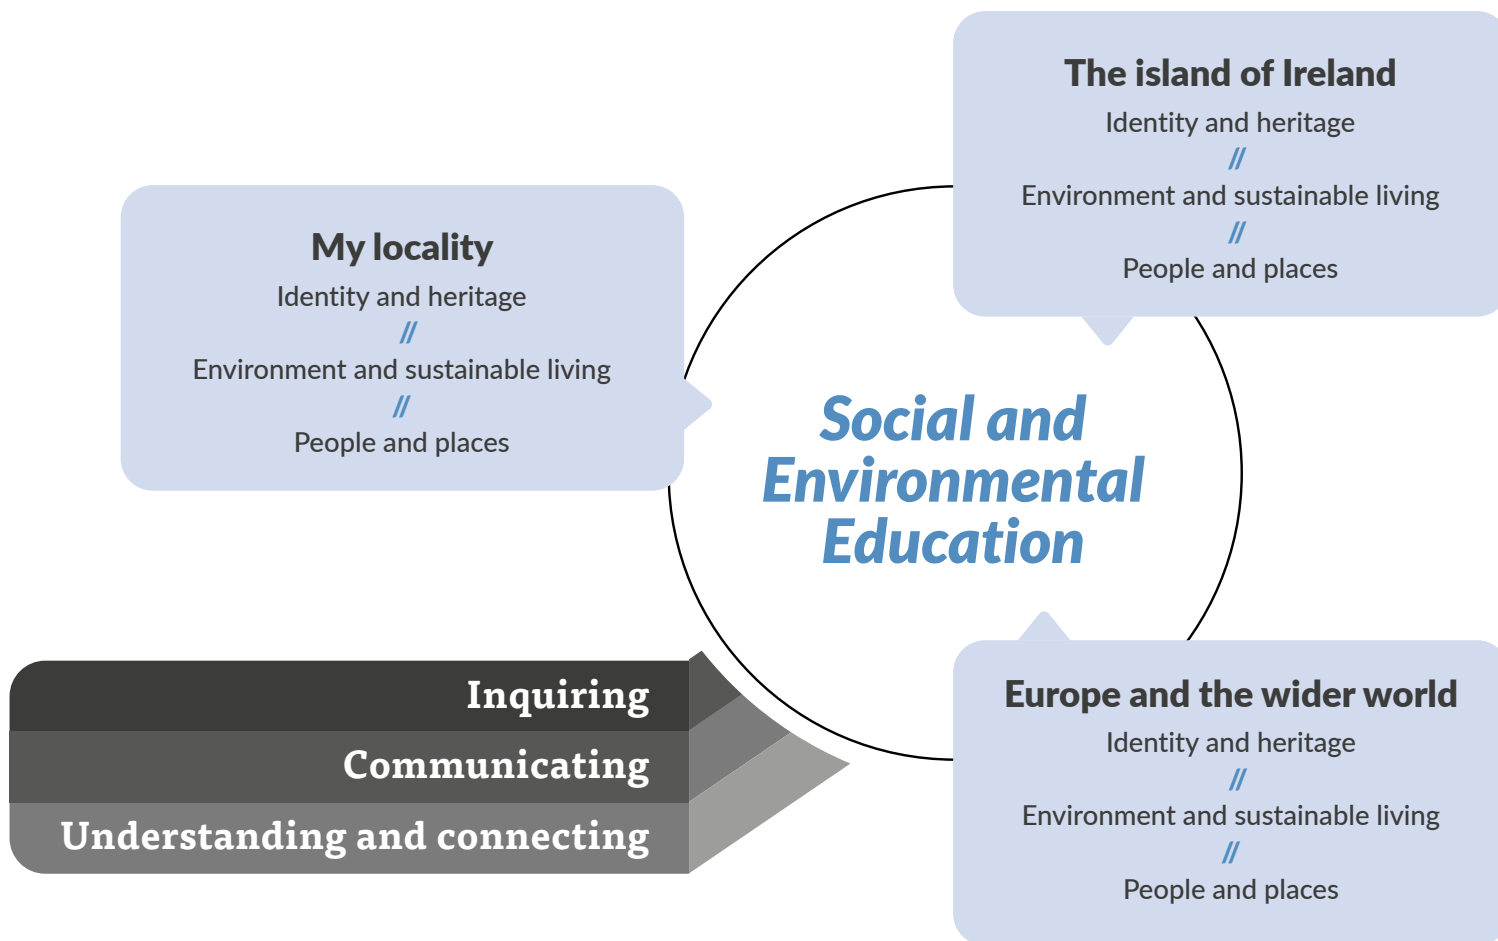 The island of Ireland
Identity and heritage
//
Environment and sustainable living
//
People and places
My locality
Identity and heritage
//
Environment and sustainable living
//
People and places
Social and
Environmental
Education
Inquiring
Communicating
Understanding and connecting
Europe and the wider world
Identity and heritage
//
Environment and sustainable living
//
People and places